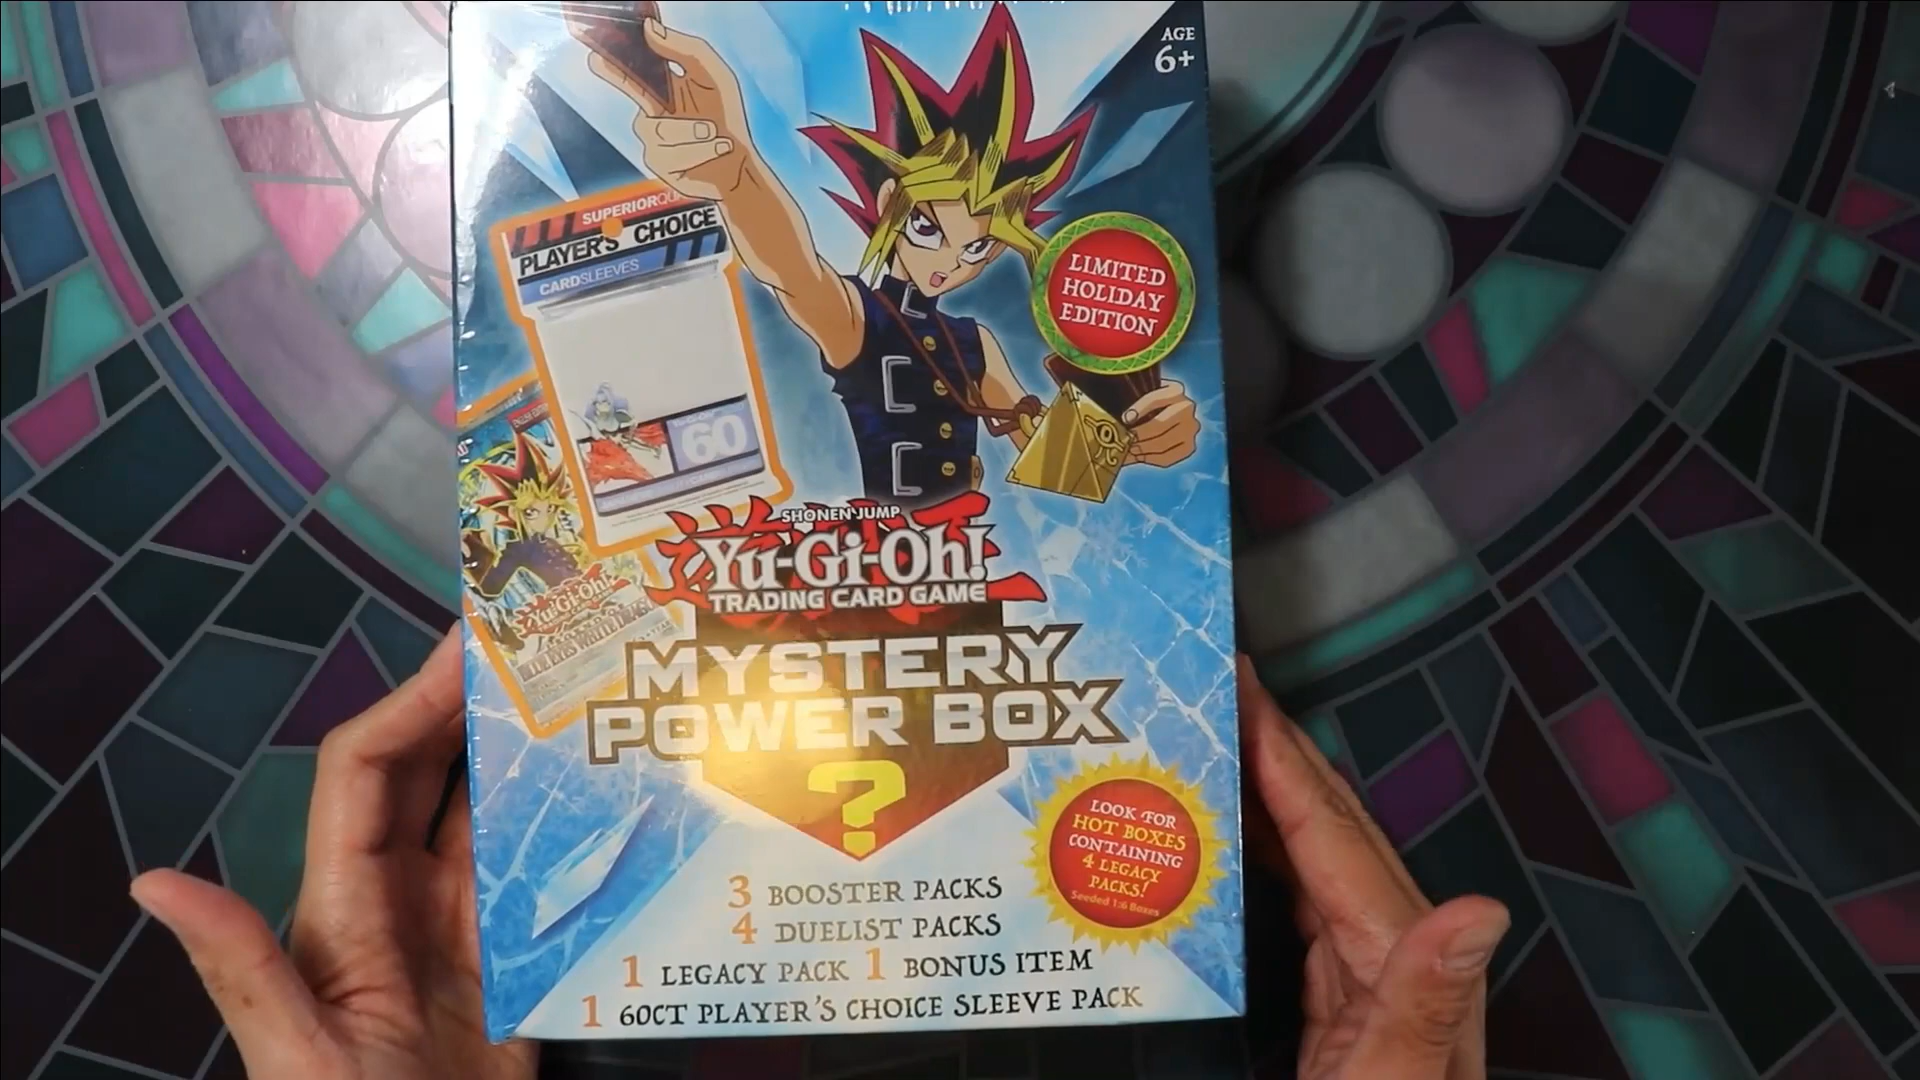 AGE
6+
SUPERIOR
PLAYER'S CHOICE
CARDSLEEVES
LIMITED
HOLIDAY
EDITION
60
SHONEN JUMP
Yu-Gi-Oh!
TRADING CARD GAME
Yu-Gi-Oh!
MYSTERY
POWER BOX
?
LOOK FOR
HOT BOXES
CONTAINING
4 LEGACY
PACKS!
Seeded 1:6 Boxes
3 BOOSTER PACKS
4 DUELIST PACKS
1 LEGACY PACK 1 BONUS ITEM
1 60CT PLAYER'S CHOICE SLEEVE PACK